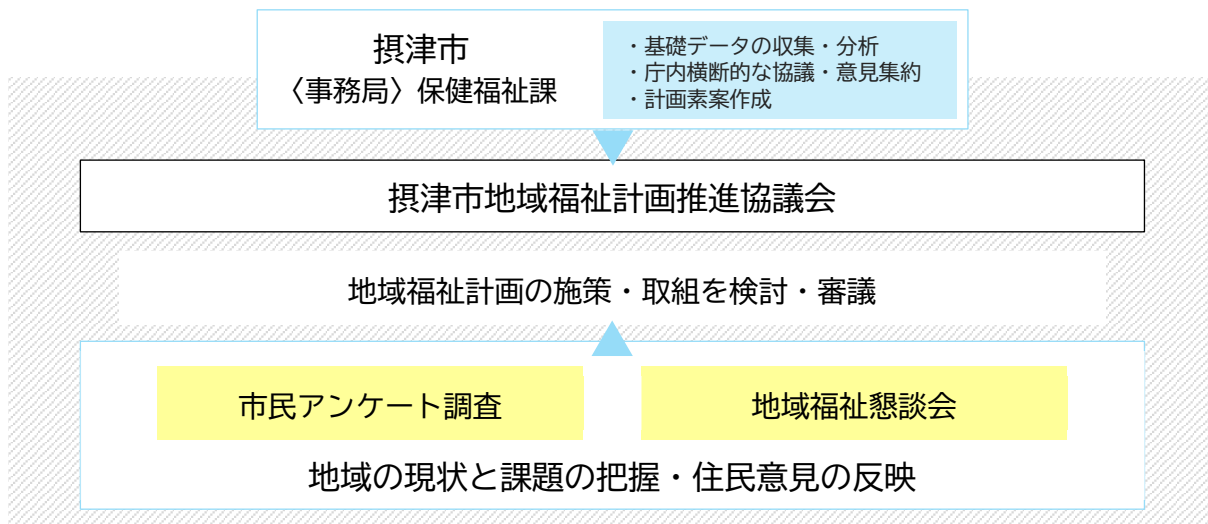 摂津市
〈事務局〉保健福祉課
・基礎データの収集・分析
・庁内横断的な協議・意見集約
・計画素案作成
摂津市地域福祉計画推進協議会
地域福祉計画の施策・取組を検討・審議
市民アンケート調査
地域福祉懇談会
地域の現状と課題の把握・住民意見の反映